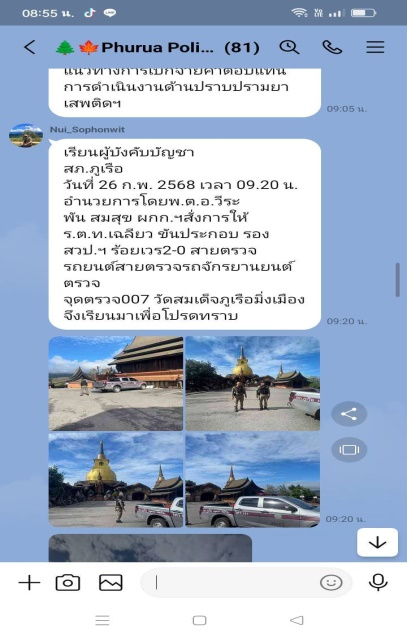 08:55 น.
Phurua Poli... (81)
แนวทางการเบิกจ่ายค่าตอบแทน
การดำเนินงานด้านปราบปรามยา
เสพติดฯ
09:05 น.
Nui_Sophonwit
เรียนผู้บังคับบัญชา
สภ.ภูเรือ
วันที่ 26 ก.พ. 2568 เวลา 09.20 น.
อำนวยการโดยพ.ต.อ.วีระ
พัน สมสุข ผกก.ฯสั่งการให้
ร.ต.ท.เฉลียว ขันประกอบ รอง
สวป.ฯ ร้อยเวร2-0 สายตรวจ
รถยนต์สายตรวจรถจักรยานยนต์
ตรวจ
จุดตรวจ007 วัดสมเด็จภูเรือมิ่งเมือง
จึงเรียนมาเพื่อโปรดทราบ
09:20 น.
09:20 น.